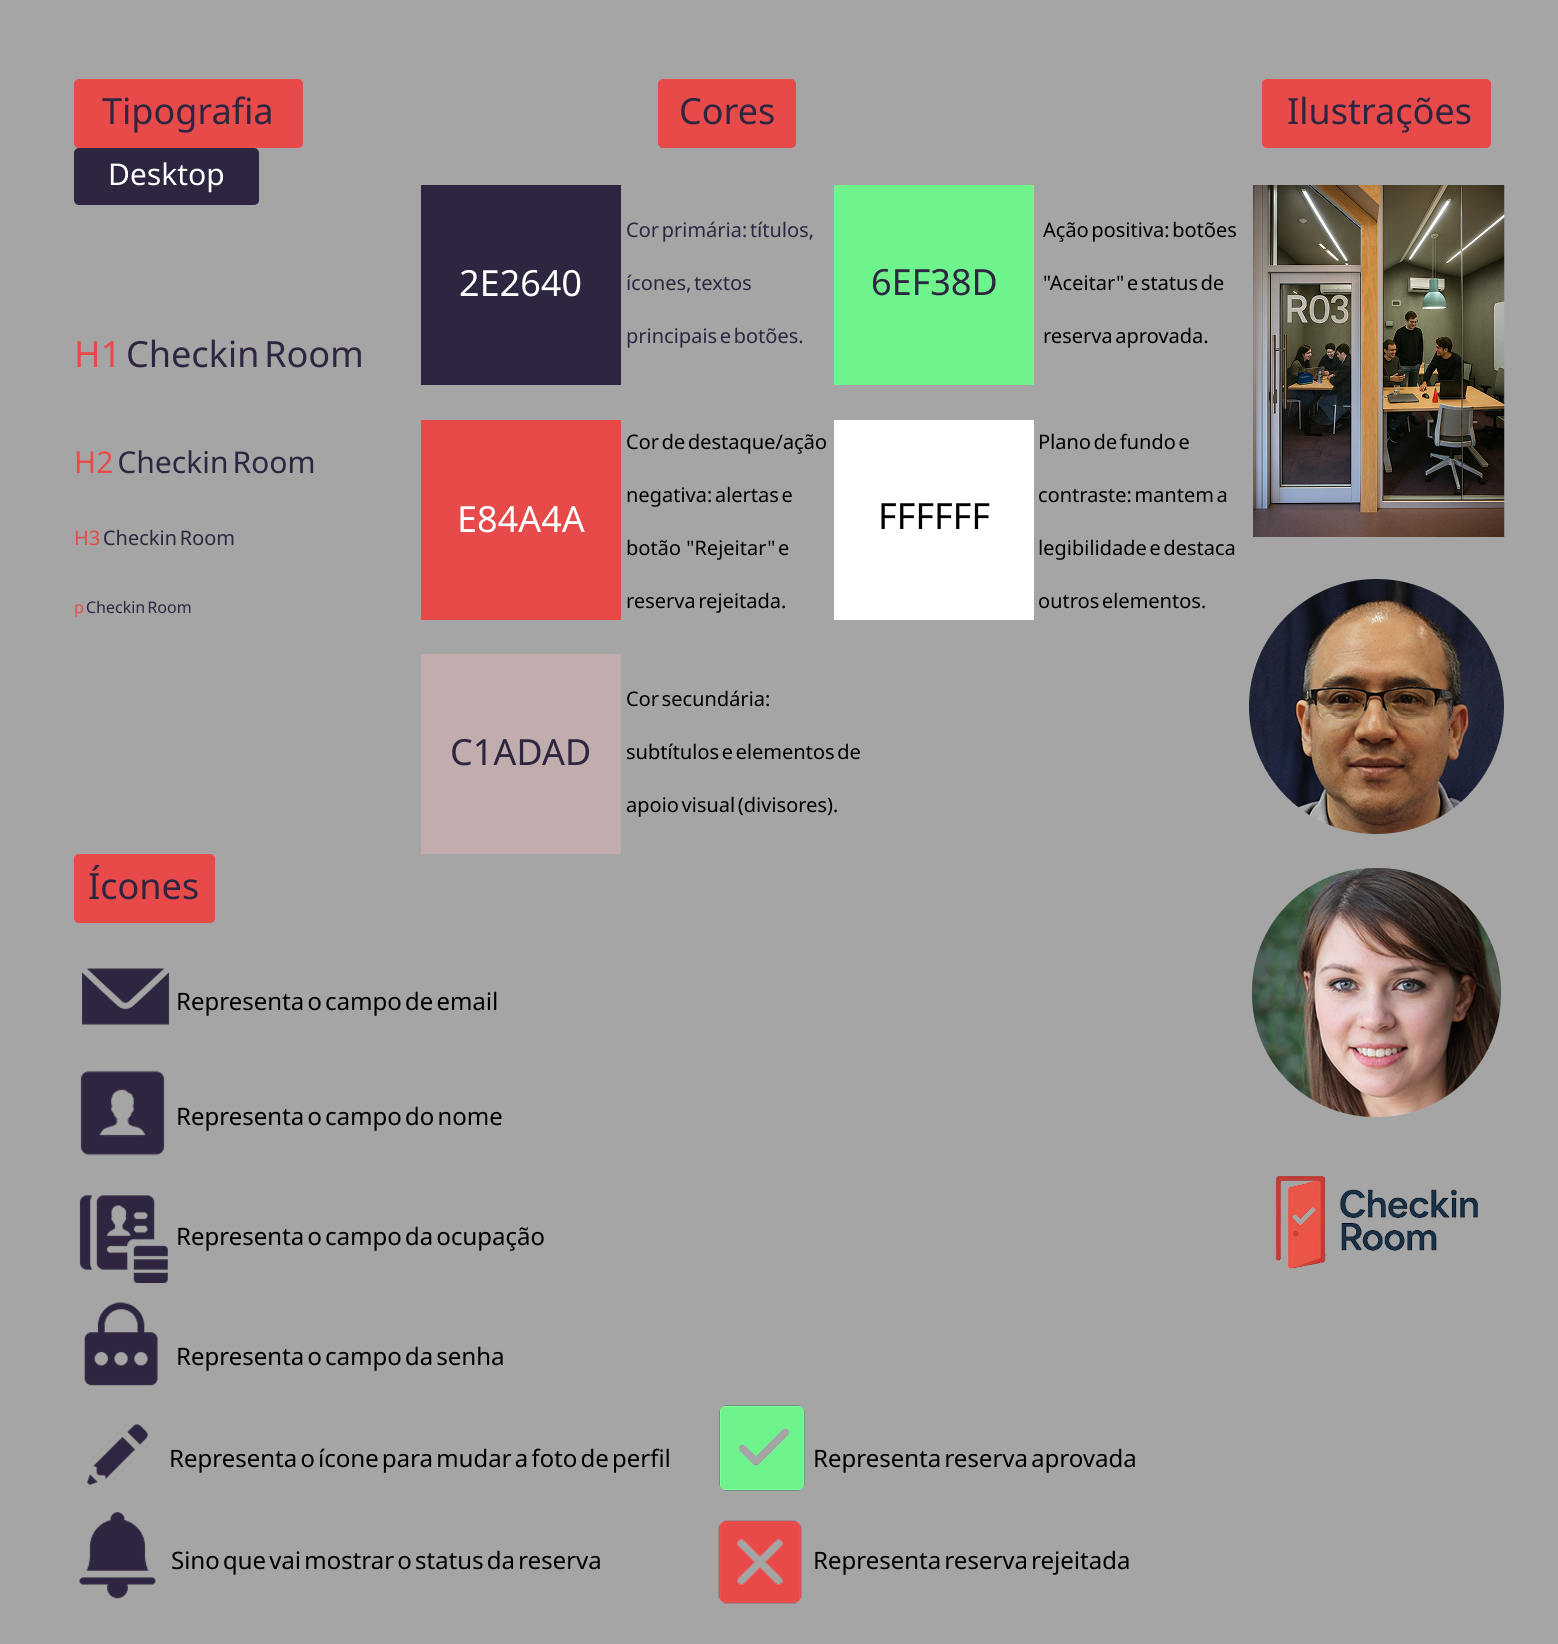 Tipografia
Desktop
H1 Checkin Room
H2 Checkin Room
H3 Checkin Room
p Checkin Room
Cores
2E2640
Cor primária: títulos,
ícones, textos
principais e botões.
6EF38D
Ação positiva: botões
"Aceitar" e status de
reserva aprovada.
E84A4A
Cor de destaque/ação
negativa: alertas e
botão "Rejeitar" e
reserva rejeitada.
FFFFFF
Plano de fundo e
contraste: mantem a
legibilidade e destaca
outros elementos.
C1ADAD
Cor secundária:
subtítulos e elementos de
apoio visual (divisores).
Ilustrações
R03
Checkin
Room
Ícones
Representa o campo de email
Representa o campo do nome
Representa o campo da ocupação
Representa o campo da senha
Representa o ícone para mudar a foto de perfil
Sino que vai mostrar o status da reserva
Representa reserva aprovada
Representa reserva rejeitada